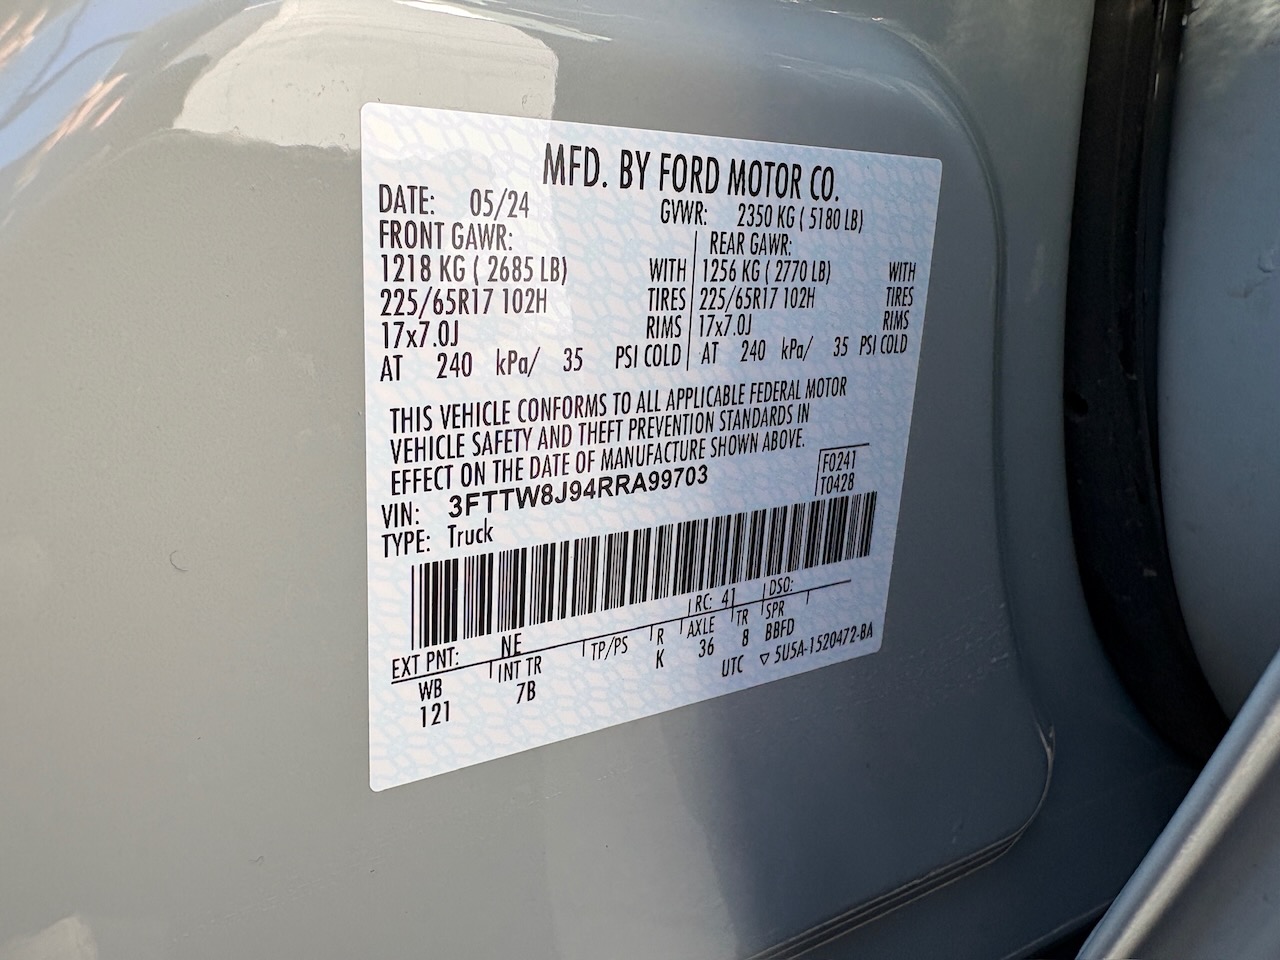 MFD. BY FORD MOTOR CO.
DATE: 05/24 GVWR: 2350 KG ( 5180 LB)
FRONT GAWR: REAR GAWR:
1218 KG ( 2685 LB) WITH 1256 KG ( 2770 LB) WITH
225/65R17 102H TIRES 225/65R17 102H TIRES
17x7.0J RIMS 17x7.0J RIMS
AT 240 kPa/ 35 PSI COLD AT 240 kPa/ 35 PSI COLD
THIS VEHICLE CONFORMS TO ALL APPLICABLE FEDERAL MOTOR
VEHICLE SAFETY AND THEFT PREVENTION STANDARDS IN
EFFECT ON THE DATE OF MANUFACTURE SHOWN ABOVE.
F0241
VIN: 3FTTW8J94RRA99703
T0428
TYPE: Truck
EXT PNT: NE RC: 41 DSO:
WB INT TR TP/PS R AXLE TR SPR
121 7B K 36 8 BBFD
UTC ▽ 5U5A-1520472-BA